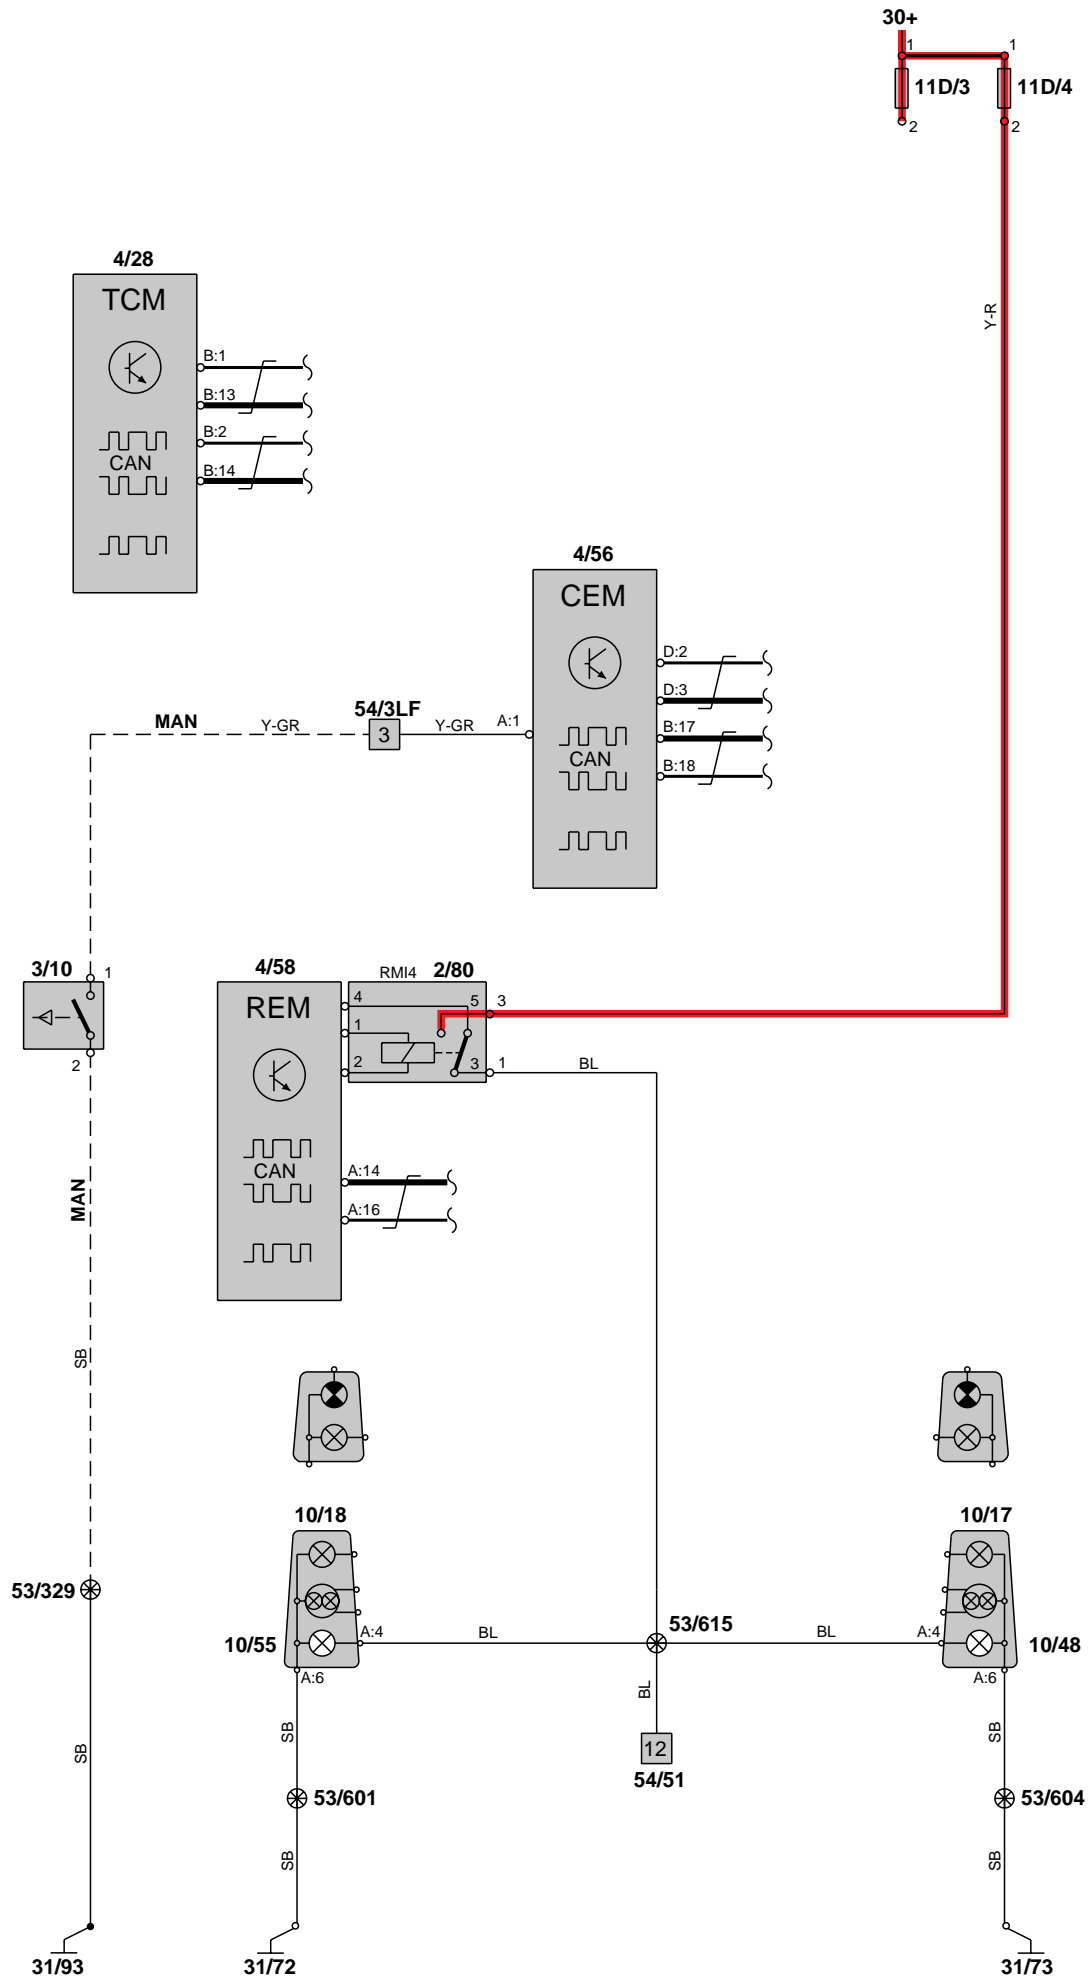 30+
1
1
11D/3
11D/4
2
2
Y-R
4/28
TCM
B:1
B:13
B:2
B:14
CAN
4/56
CEM
D:2
D:3
B:17
B:18
CAN
54/3LF
MAN
Y-GR
3
Y-GR
A:1
3/10
1
2
4/58
RMI4
2/80
REM
4
5
3
1
2
3
1
BL
CAN
A:14
A:16
MAN
SB
10/18
10/17
53/329
53/615
10/55
A:4
BL
BL
A:4
10/48
A:6
A:6
BL
SB
SB
SB
12
54/51
53/601
53/604
SB
SB
31/93
31/72
31/73